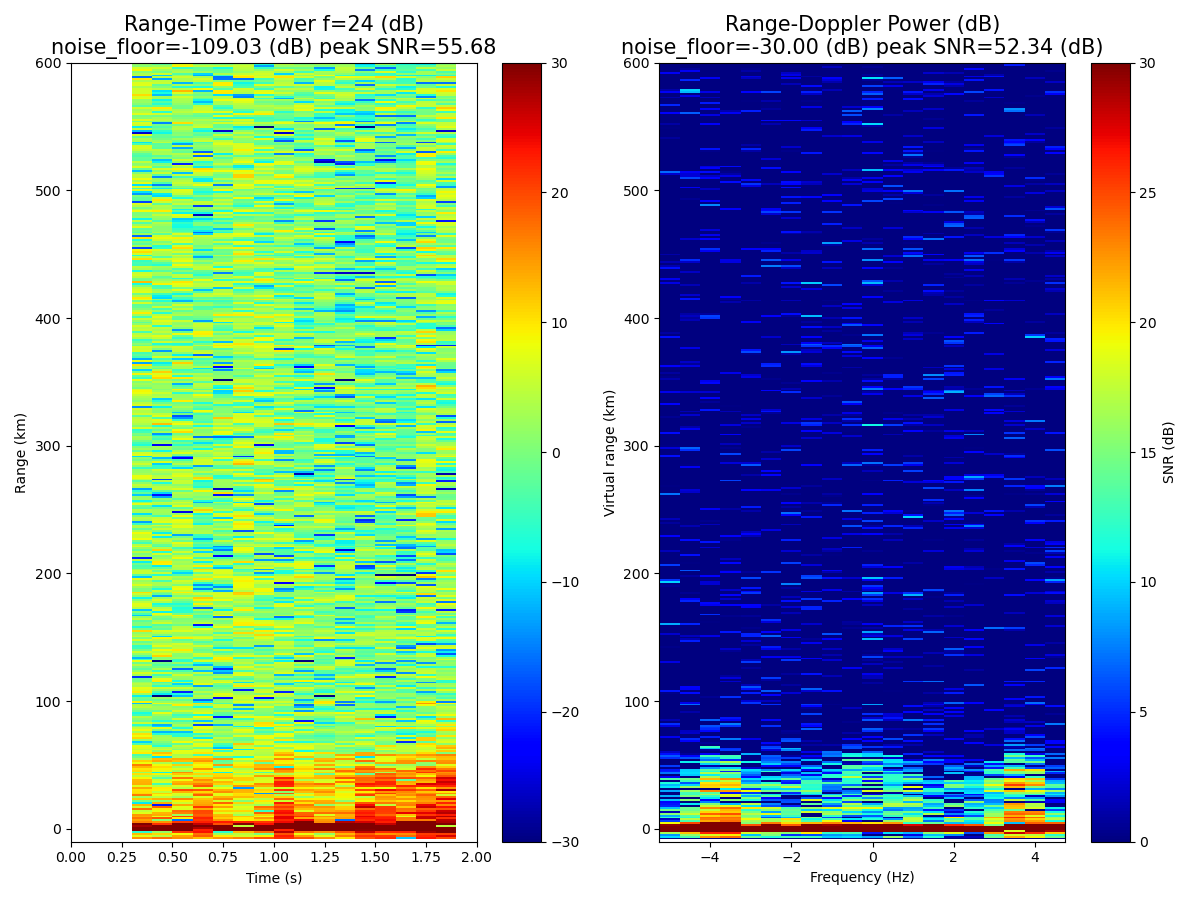 Range-Time Power f=24 (dB)
noise_floor=-109.03 (dB) peak SNR=55.68
600
500
400
300
200
100
0
Range (km)
0.00 0.25 0.50 0.75 1.00 1.25 1.50 1.75 2.00
Time (s)
30
20
10
0
−10
−20
−30
Range-Doppler Power (dB)
noise_floor=-30.00 (dB) peak SNR=52.34 (dB)
600
500
400
300
200
100
0
Virtual range (km)
−4 −2 0 2 4
Frequency (Hz)
30
25
20
15
10
5
0
SNR (dB)